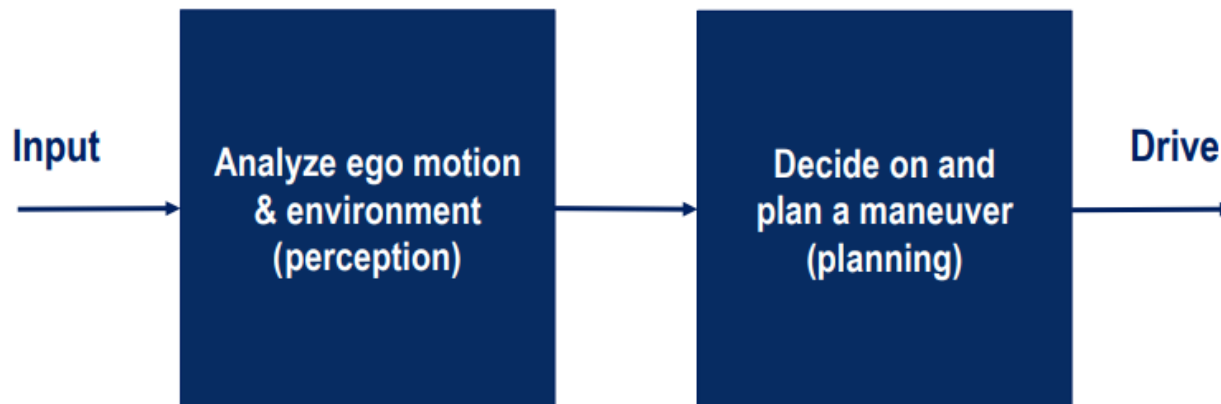 Input
Analyze ego motion
& environment
(perception)
Decide on and
plan a maneuver
(planning)
Drive